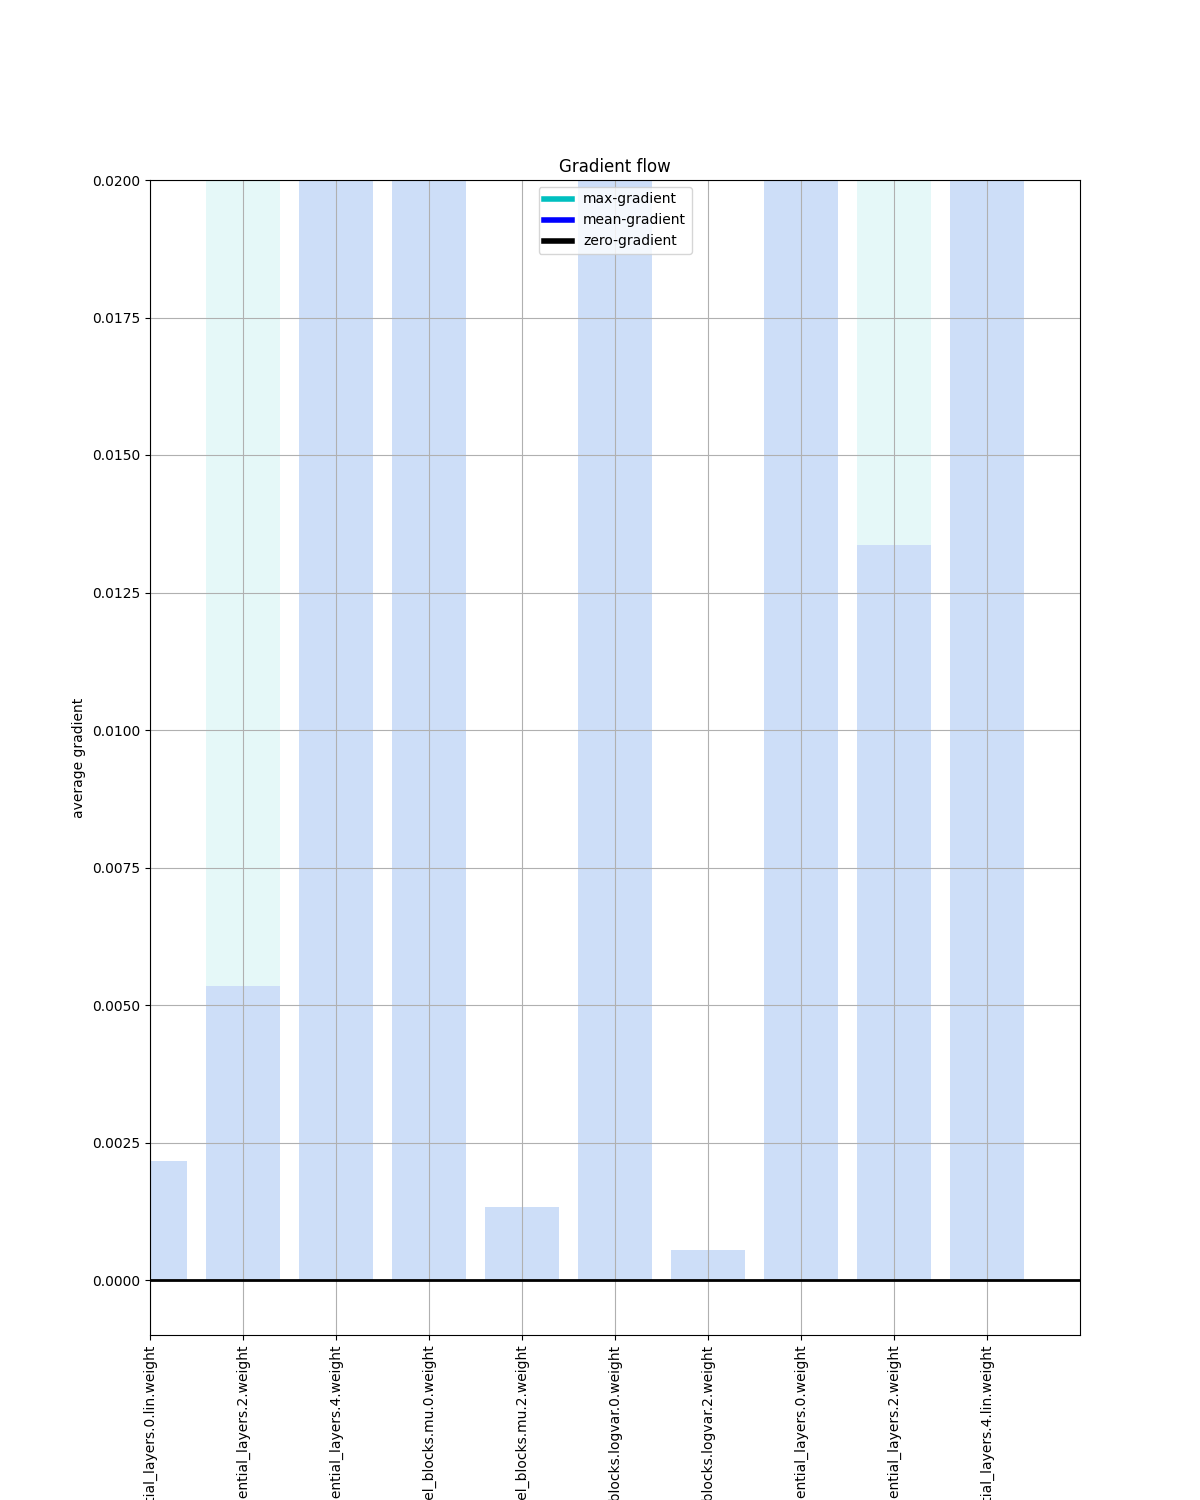 Gradient flow
max-gradient
mean-gradient
zero-gradient
0.0200
0.0175
0.0150
0.0125
0.0100
0.0075
0.0050
0.0025
0.0000
average gradient
tial_layers.0.lin.weight
ential_layers.2.weight
ential_layers.4.weight
el_blocks.mu.0.weight
el_blocks.mu.2.weight
blocks.logvar.0.weight
blocks.logvar.2.weight
ential_layers.0.weight
ential_layers.2.weight
tial_layers.4.lin.weight